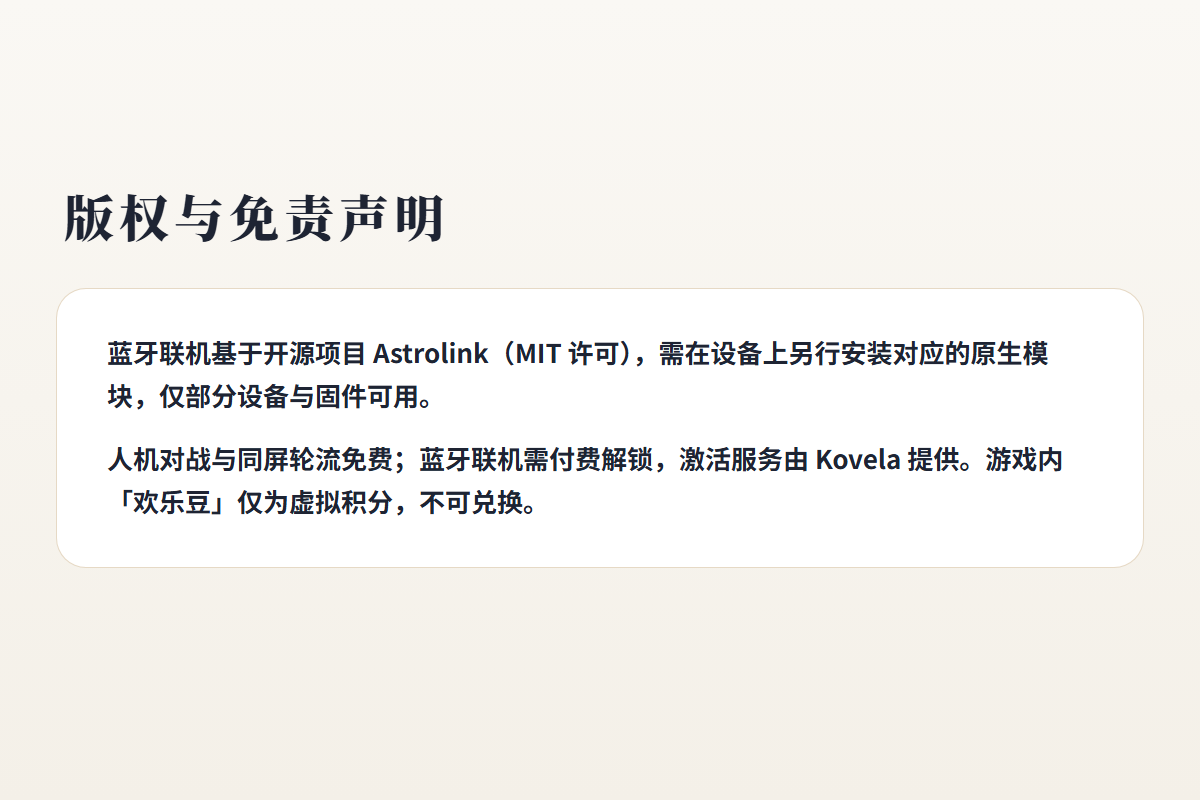 版权与免责声明
蓝牙联机基于开源项目 Astrolink（MIT 许可），需在设备上另行安装对应的原生模
块，仅部分设备与固件可用。
人机对战与同屏轮流免费；蓝牙联机需付费解锁，激活服务由 Kovela 提供。游戏内
「欢乐豆」仅为虚拟积分，不可兑换。